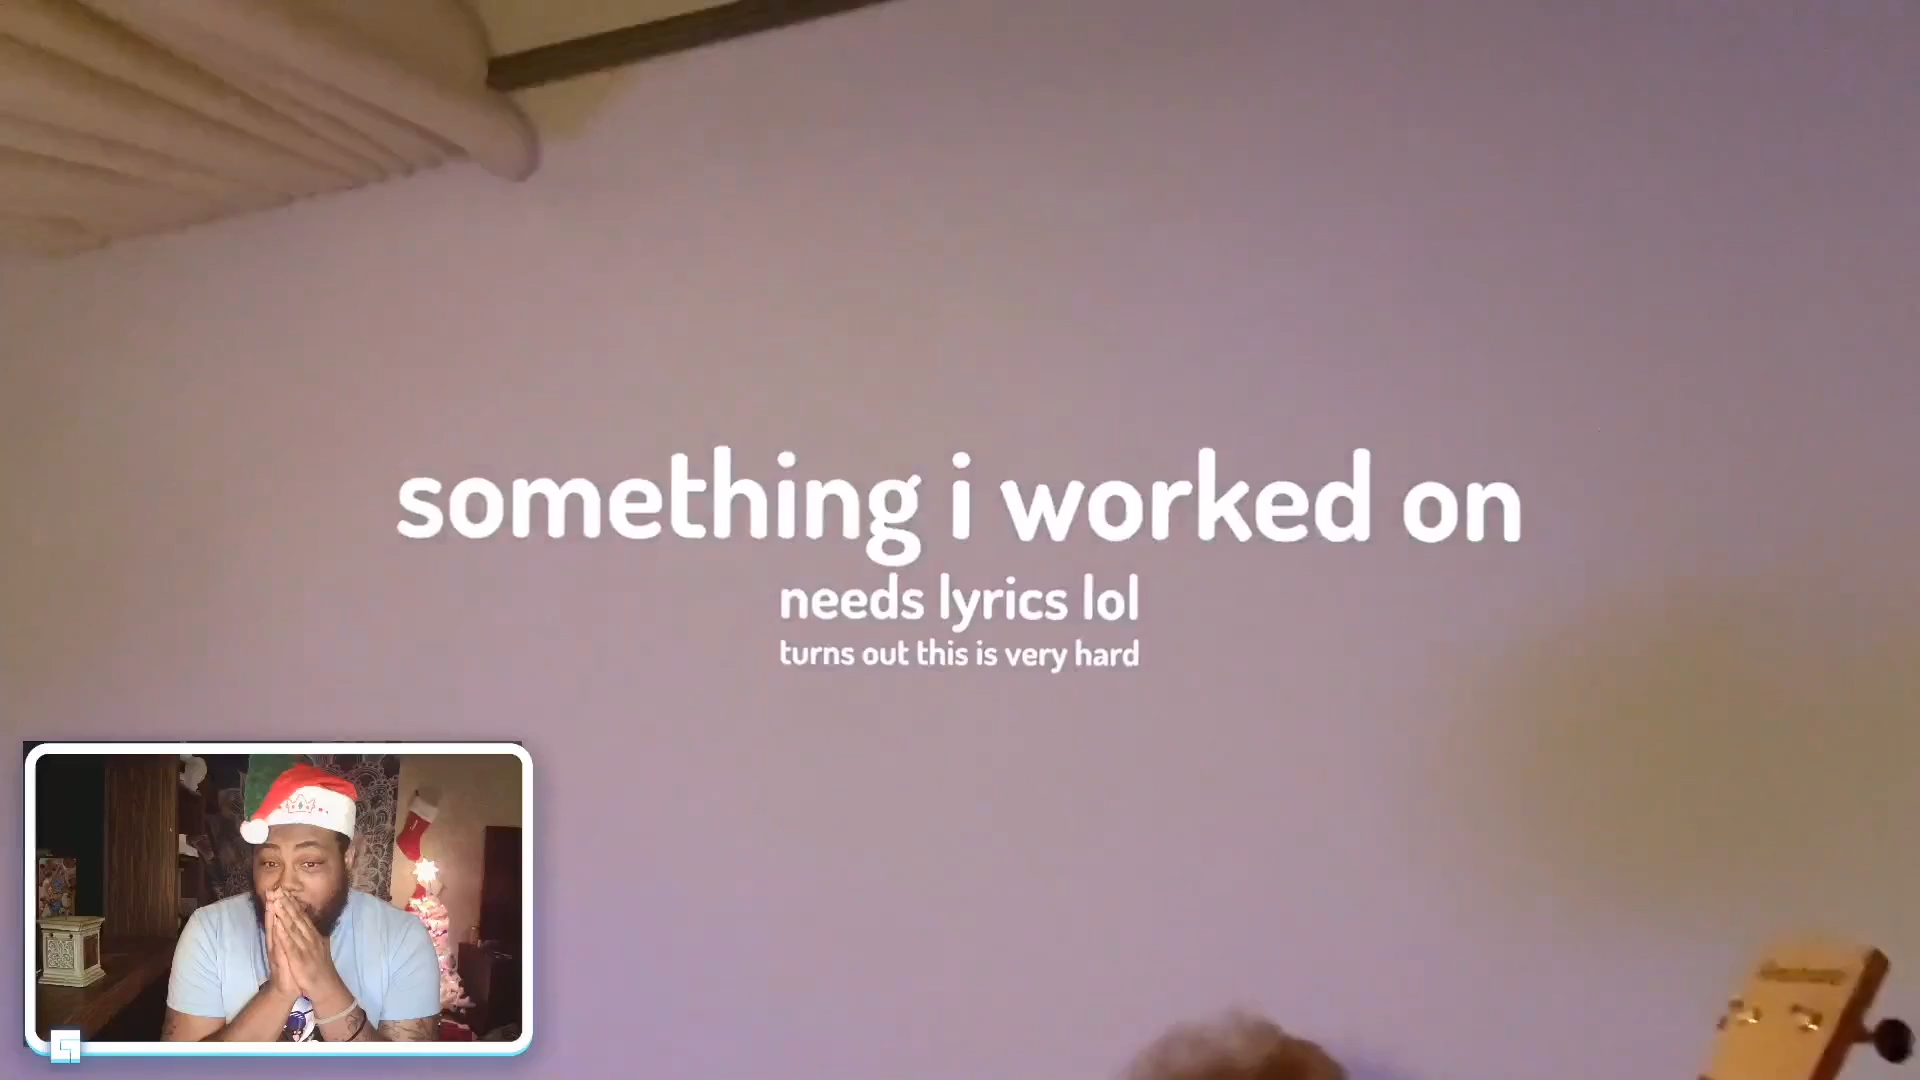 something i worked on
needs lyrics lol
turns out this is very hard